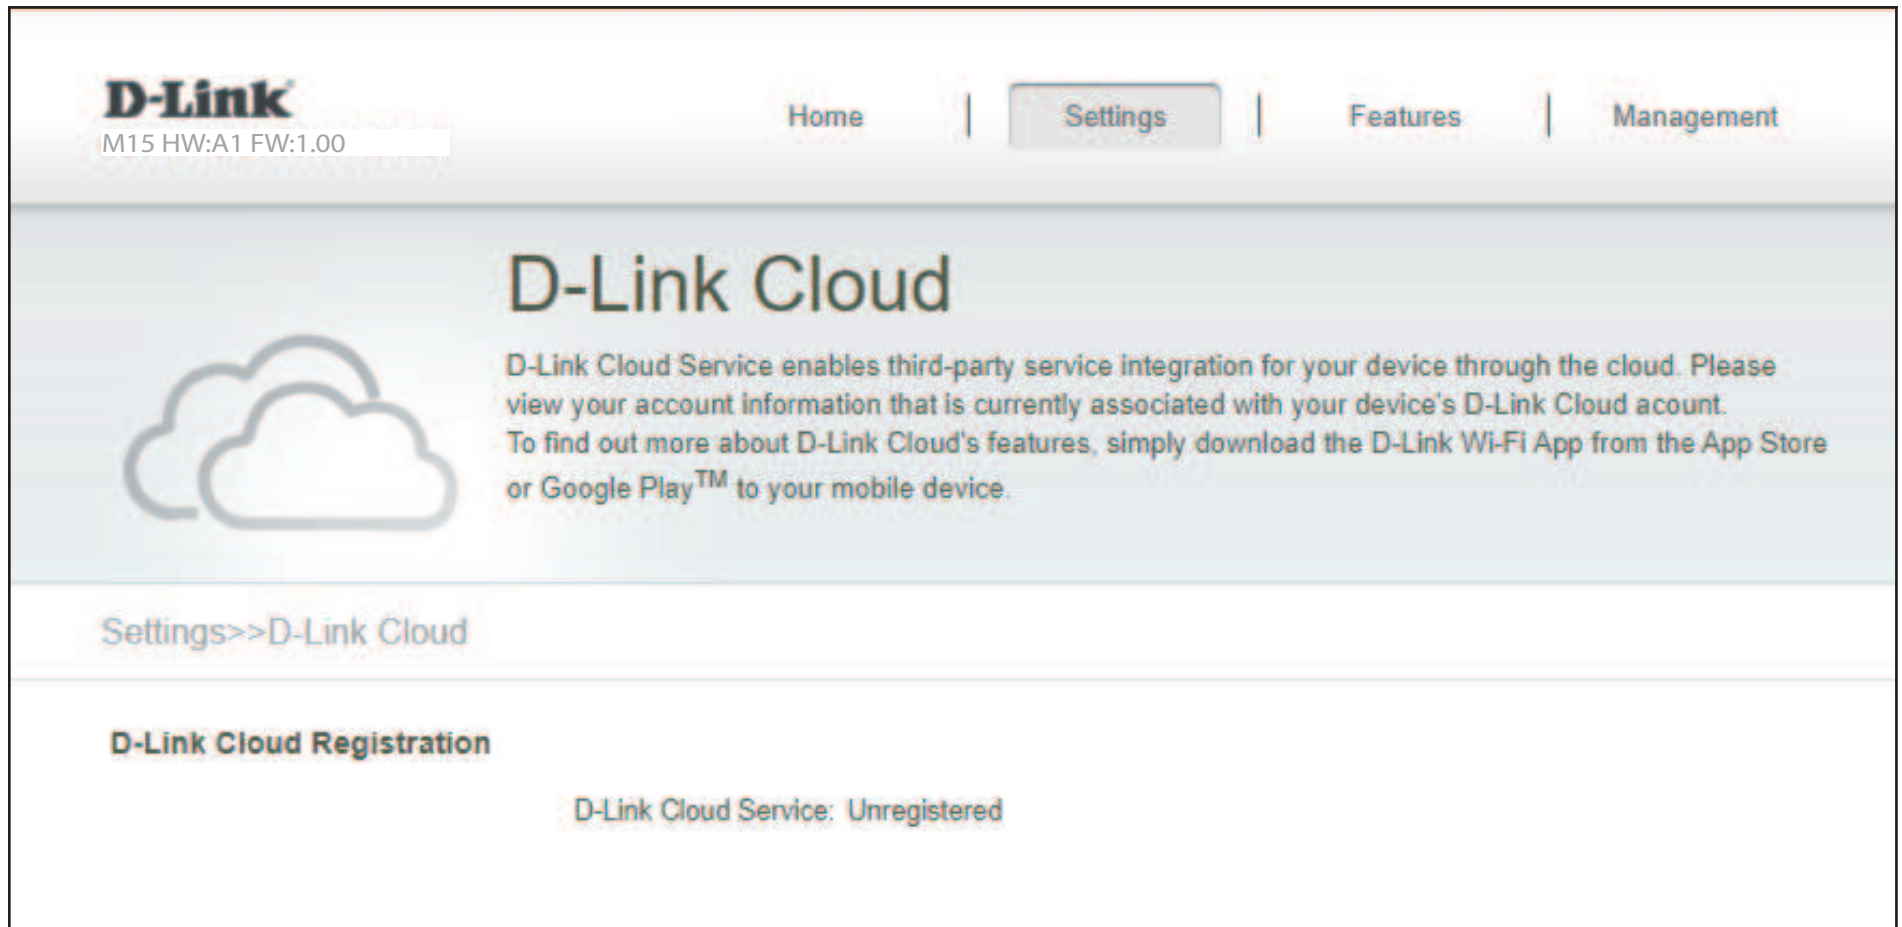 D-Link
M15 HW:A1 FW:1.00
Home | Settings | Features | Management
D-Link Cloud
D-Link Cloud Service enables third-party service integration for your device through the cloud. Please
view your account information that is currently associated with your device's D-Link Cloud acount.
To find out more about D-Link Cloud's features, simply download the D-Link Wi-Fi App from the App Store
or Google Play™ to your mobile device.
Settings>>D-Link Cloud
D-Link Cloud Registration
D-Link Cloud Service: Unregistered